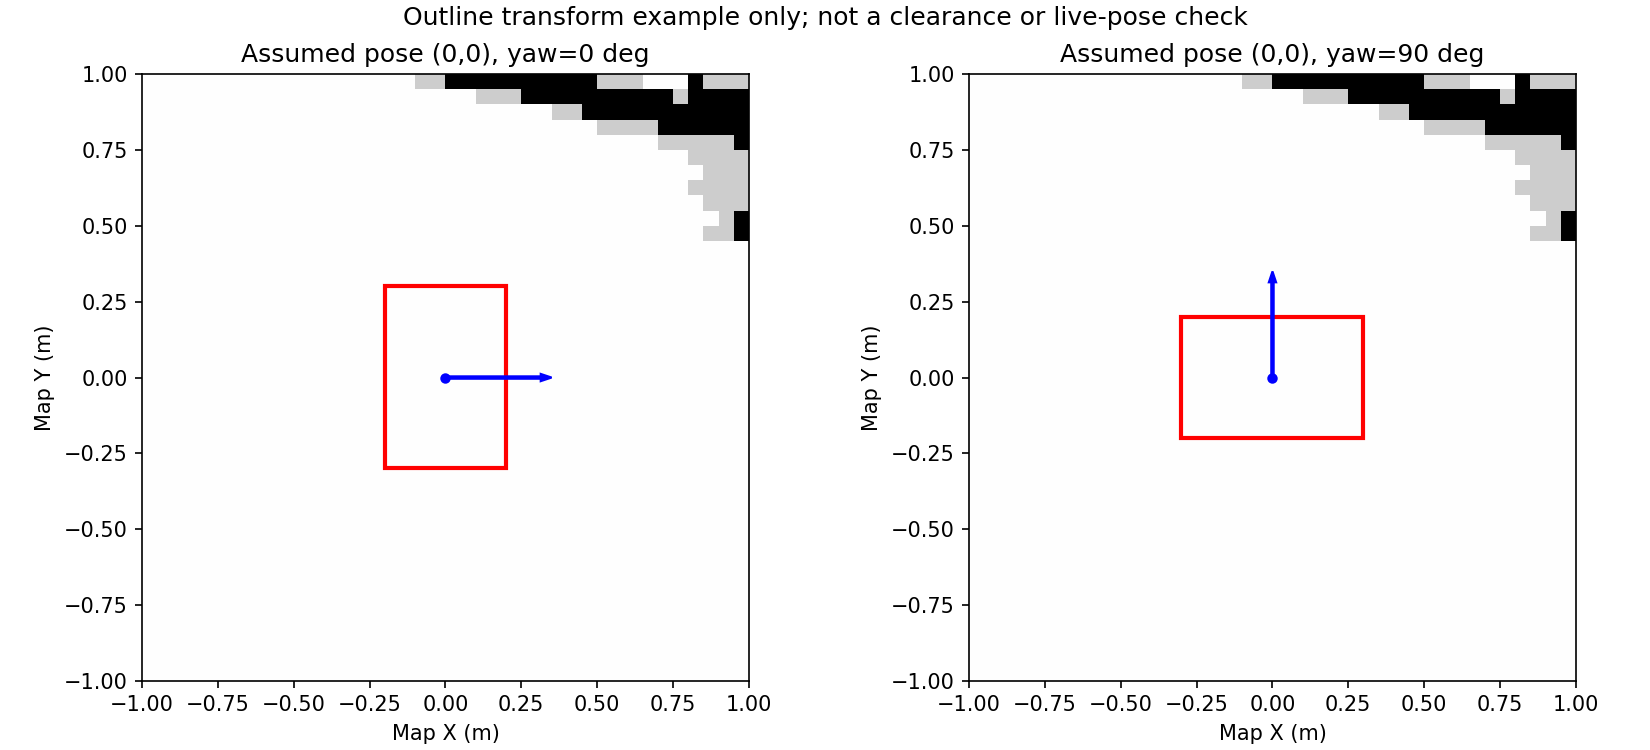 Outline transform example only; not a clearance or live-pose check
Assumed pose (0,0), yaw=0 deg
1.00
0.75
0.50
0.25
0.00
−0.25
−0.50
−0.75
−1.00
Map Y (m)
−1.00 −0.75 −0.50 −0.25 0.00 0.25 0.50 0.75 1.00
Map X (m)
Assumed pose (0,0), yaw=90 deg
1.00
0.75
0.50
0.25
0.00
−0.25
−0.50
−0.75
−1.00
Map Y (m)
−1.00 −0.75 −0.50 −0.25 0.00 0.25 0.50 0.75 1.00
Map X (m)